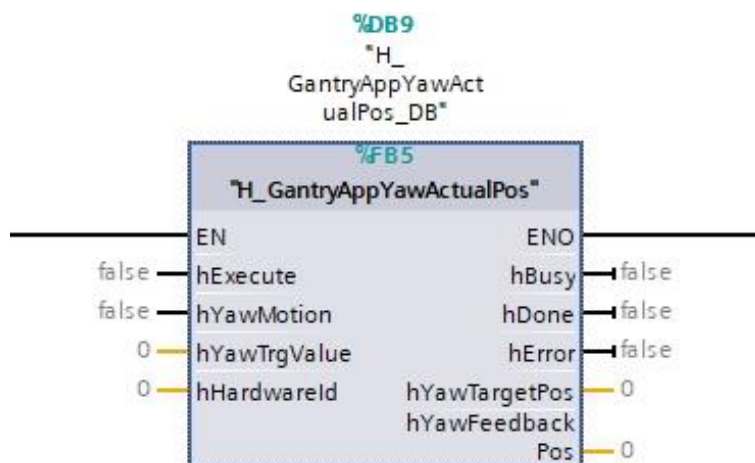 %DB9
"H_
GantryAppYawAct
ualPos_DB"
%FB5
"H_GantryAppYawActualPos"
EN ENO
false hExecute hBusy false
false hYawMotion hDone false
0 hYawTrgValue hError false
0 hHardwareId hYawTargetPos 0
hYawFeedback
Pos 0